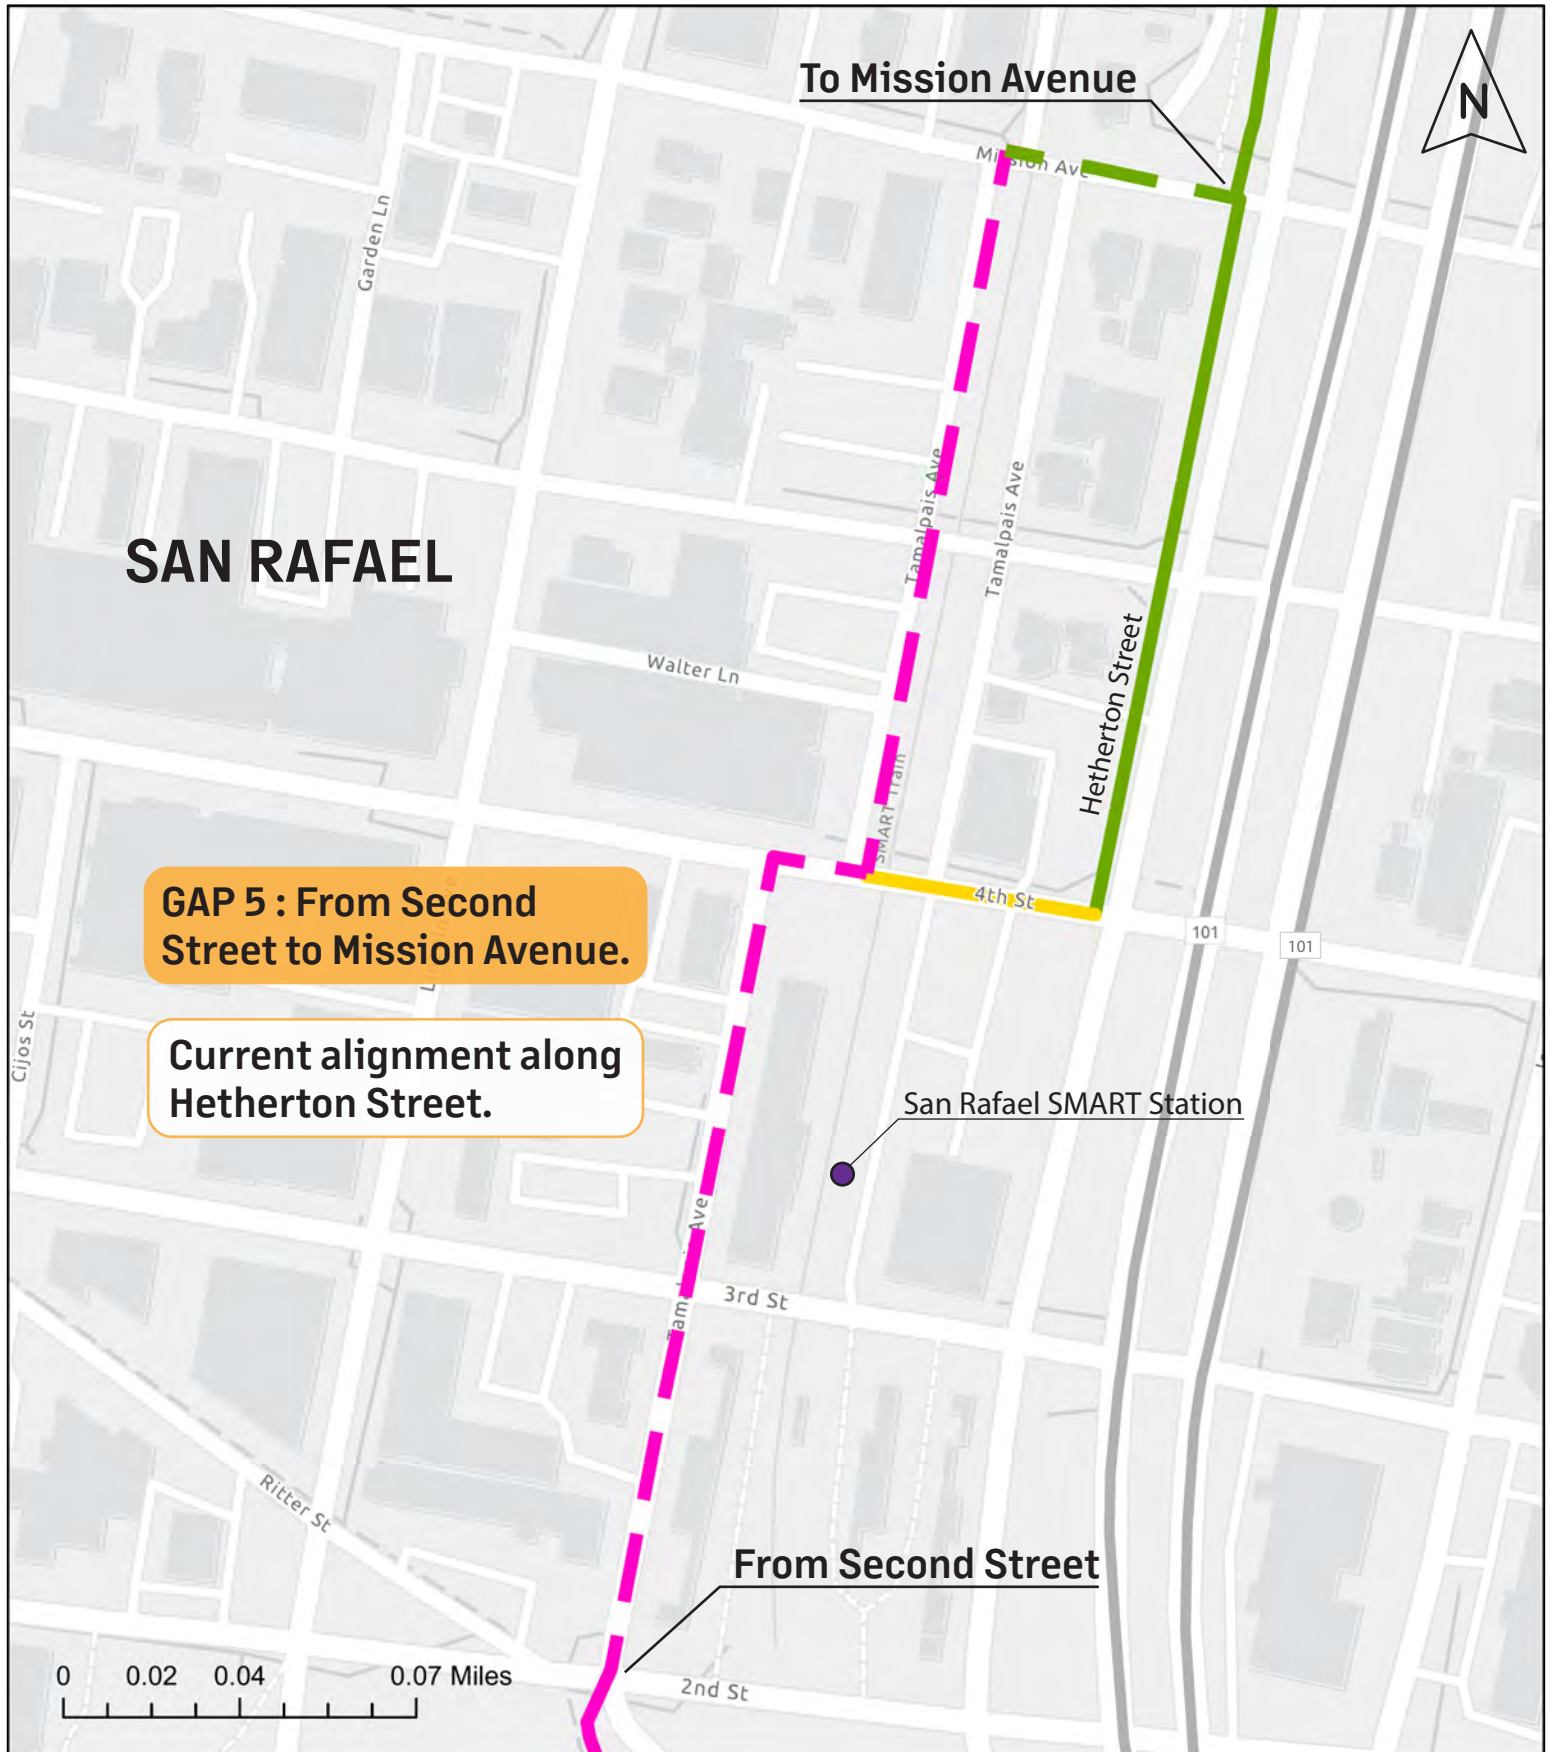 To Mission Avenue
N
Mission Ave
Garden Ln
Tamalpais Ave
Tamalpais Ave
SAN RAFAEL
Hetherton Street
Walter Ln
SMART Train
4th St
GAP 5 : From Second
Street to Mission Avenue.
101
101
Cijos St
Current alignment along
Hetherton Street.
San Rafael SMART Station
3rd St
Ritter St
From Second Street
0 0.02 0.04 0.07 Miles
2nd St